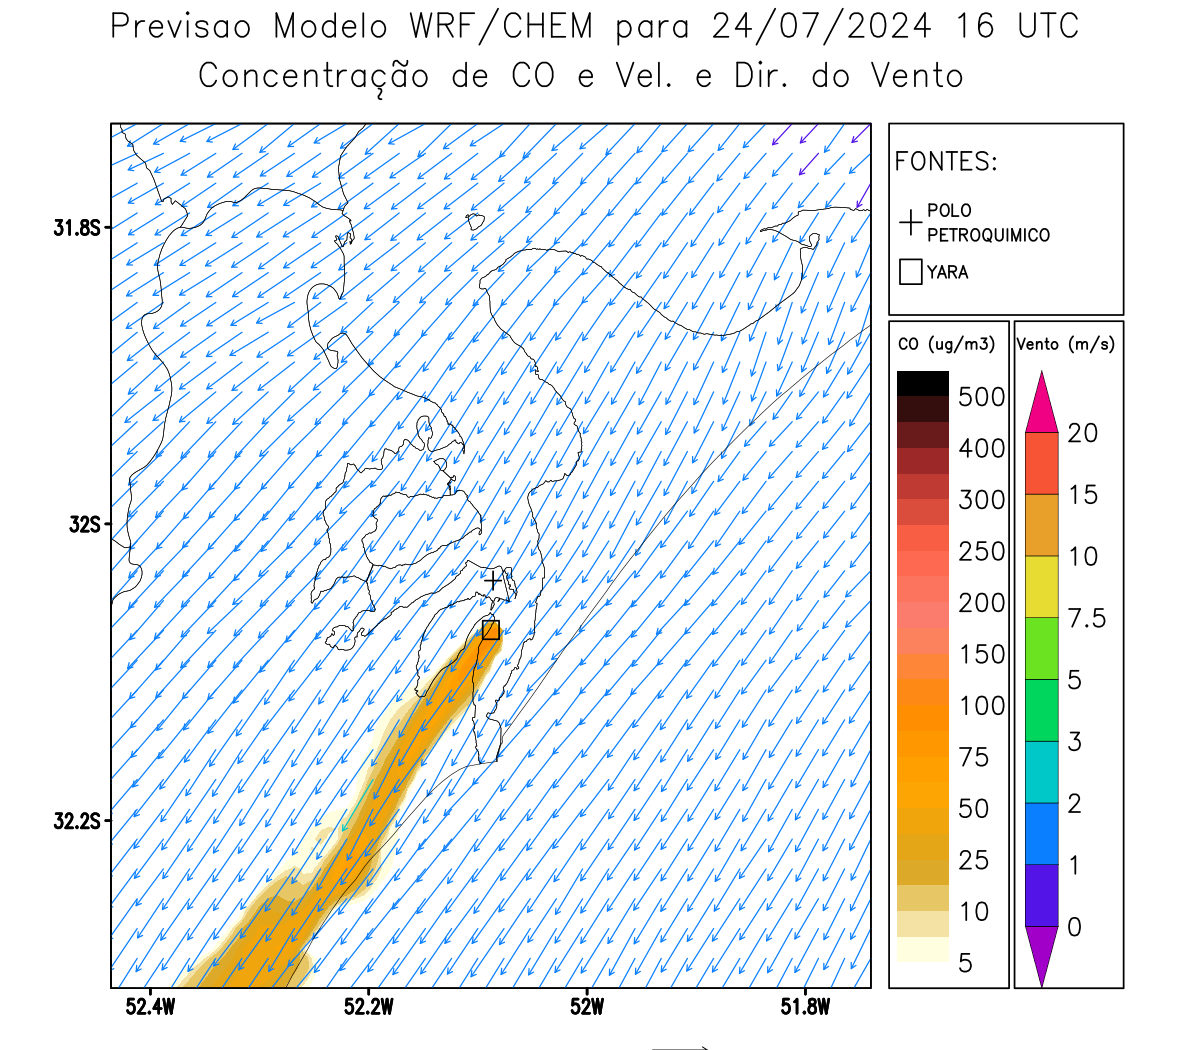 Previsao Modelo WRF/CHEM para 24/07/2024 16 UTC
Concentração de CO e Vel. e Dir. do Vento
FONTES:
POLO
PETROQUIMICO
YARA
31.8S
32S
32.2S
52.4W
52.2W
52W
51.8W
CO (ug/m3)
500
400
300
250
200
150
100
75
50
25
10
5
Vento (m/s)
20
15
10
7.5
5
3
2
1
0